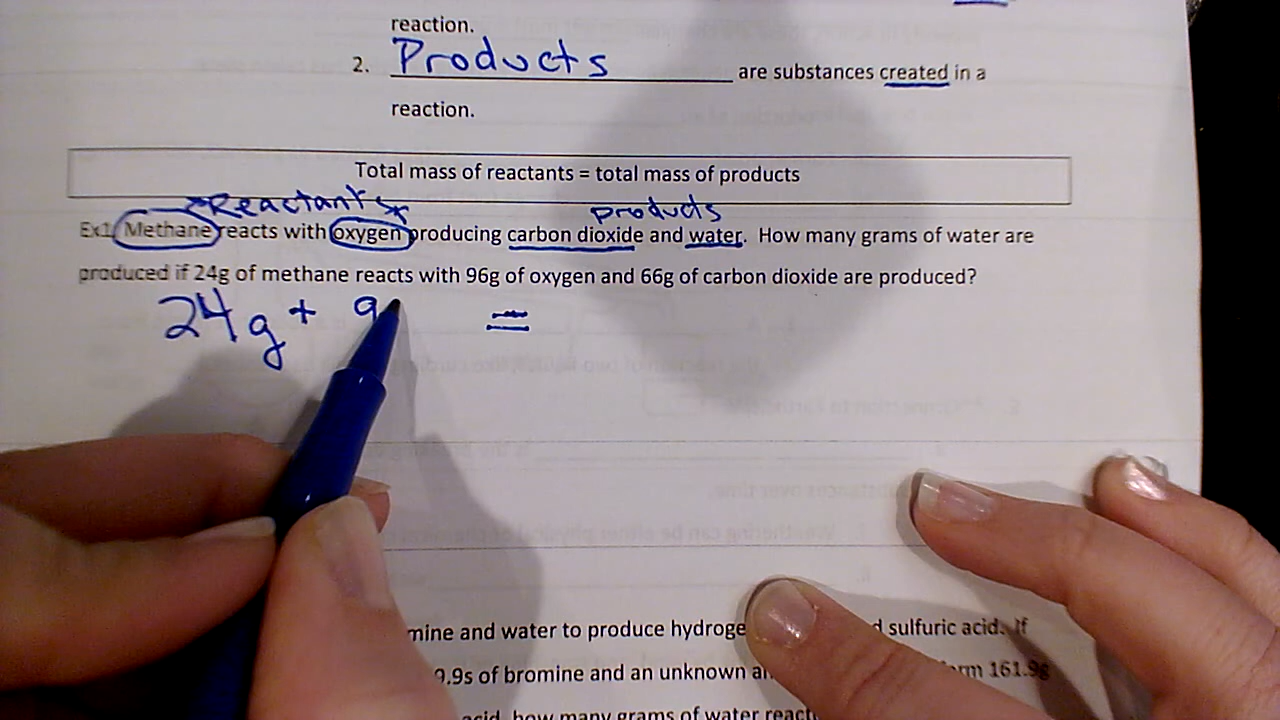 reaction.
2. Products are substances created in a
reaction.
Total mass of reactants = total mass of products
Reactants products
Ex1 Methane reacts with oxygen producing carbon dioxide and water. How many grams of water are
produced if 24g of methane reacts with 96g of oxygen and 66g of carbon dioxide are produced?
24g + 9 =
mine and water to produce hydroge d sulfuric acid. If
9.9s of bromine and an unknown a rm 161.9g
acid, how many grams of water react